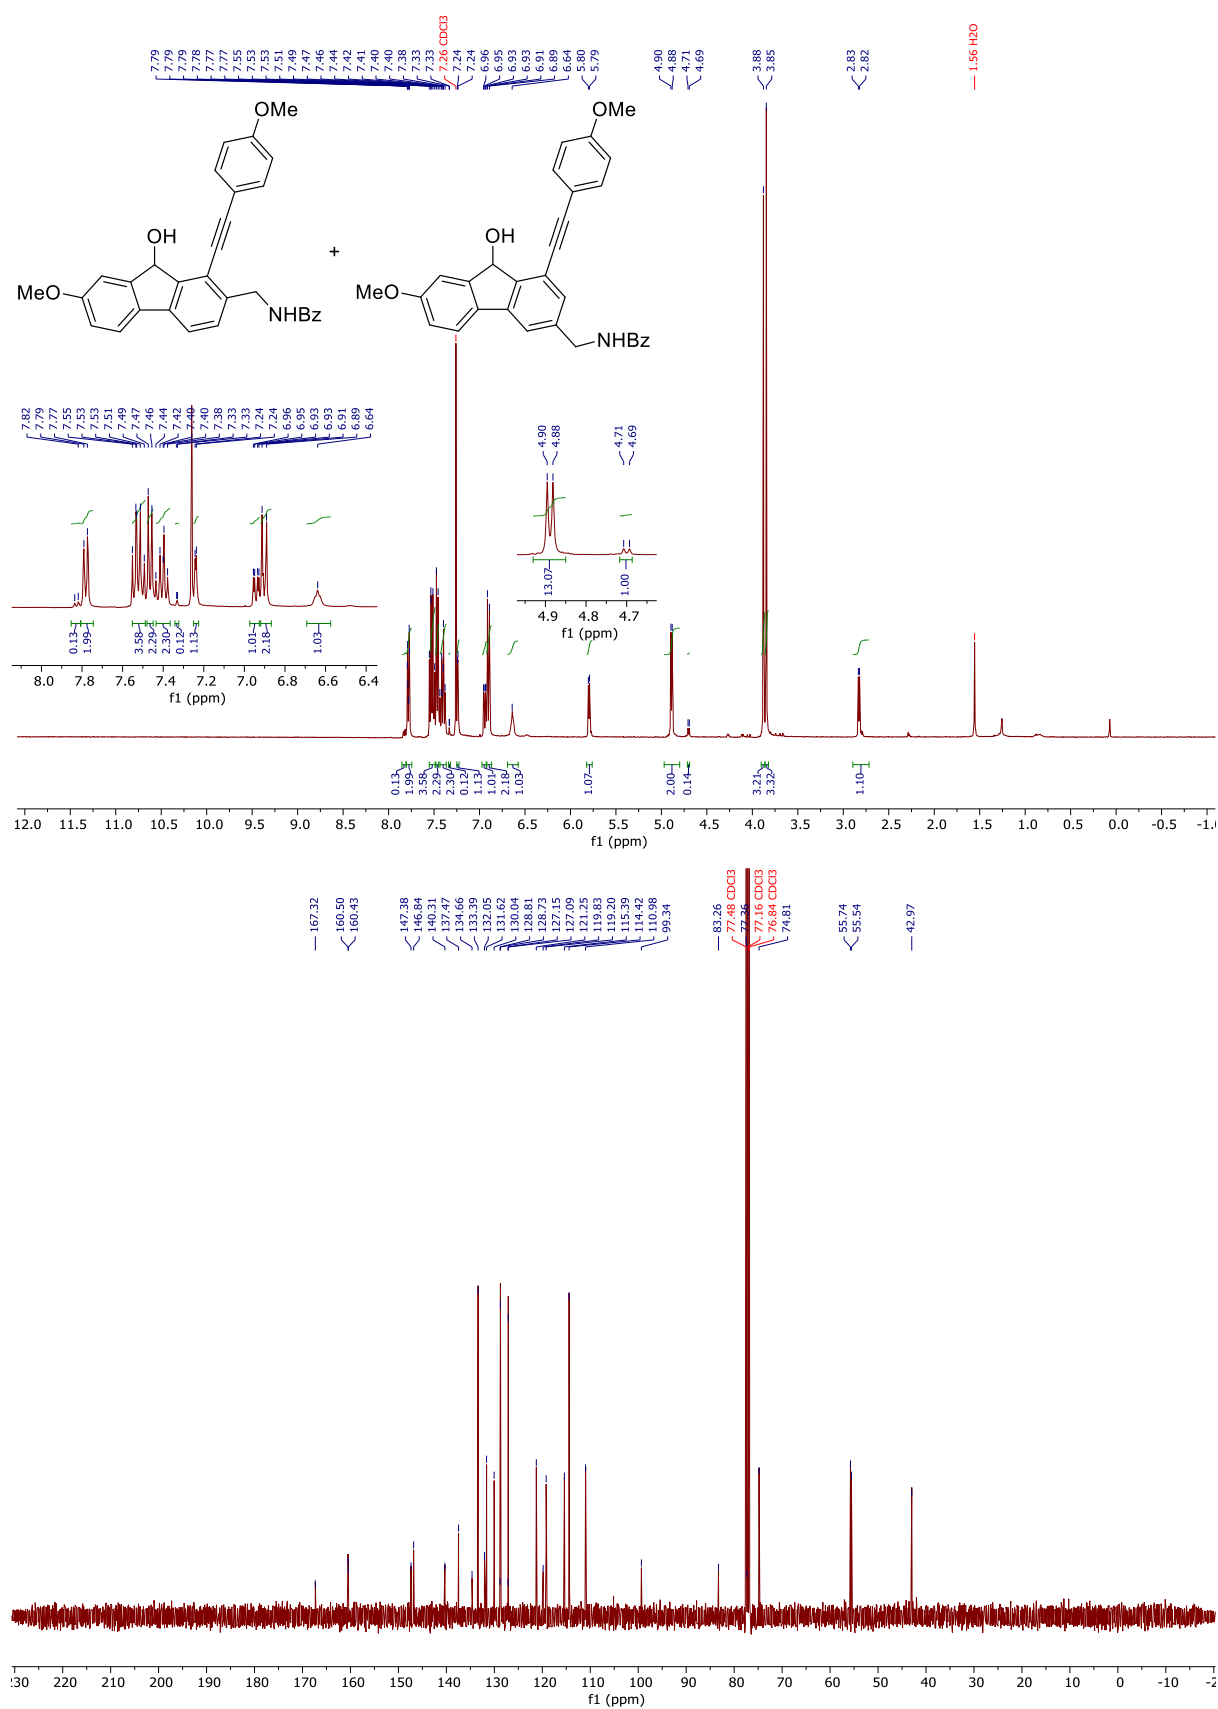 7.79 7.79 7.79 7.78 7.77 7.77 7.55 7.53 7.53 7.51 7.49 7.47 7.46 7.44 7.42 7.41 7.40 7.40 7.38 7.33 7.33 7.26 CDCl3 7.24 7.24 6.96 6.95 6.93 6.93 6.91 6.89 6.64 5.80 5.79 4.90 4.88 4.71 4.69 3.88 3.85 2.83 2.82 1.56 H2O
OMe OMe
OH + OH
MeO NHBz MeO NHBz
7.82 7.79 7.77 7.55 7.53 7.53 7.51 7.49 7.47 7.46 7.44 7.42 7.40 7.40 7.38 7.33 7.33 7.24 7.24 6.96 6.95 6.93 6.93 6.91 6.89 6.64
4.90 4.88 4.71 4.69
13.07 1.00
4.9 4.8 4.7
f1 (ppm)
0.13 1.99 3.58 2.29 2.30 0.12 1.13 1.01 2.18 1.03
8.0 7.8 7.6 7.4 7.2 7.0 6.8 6.6 6.4
f1 (ppm)
0.13 1.99 3.58 2.29 2.30 0.12 1.13 1.01 2.18 1.03 1.07 2.00 0.14 3.21 3.32 1.10
12.0 11.5 11.0 10.5 10.0 9.5 9.0 8.5 8.0 7.5 7.0 6.5 6.0 5.5 5.0 4.5 4.0 3.5 3.0 2.5 2.0 1.5 1.0 0.5 0.0 -0.5
f1 (ppm)
167.32 160.50 160.43 147.38 146.84 140.31 137.47 134.66 133.39 132.05 131.62 130.04 128.81 128.73 127.15 127.09 121.25 119.83 119.20 115.39 114.42 110.98 99.34 83.26 77.48 CDCl3 77.36 77.16 CDCl3 76.84 CDCl3 74.81 55.74 55.54 42.97
220 210 200 190 180 170 160 150 140 130 120 110 100 90 80 70 60 50 40 30 20 10 0 -10
f1 (ppm)